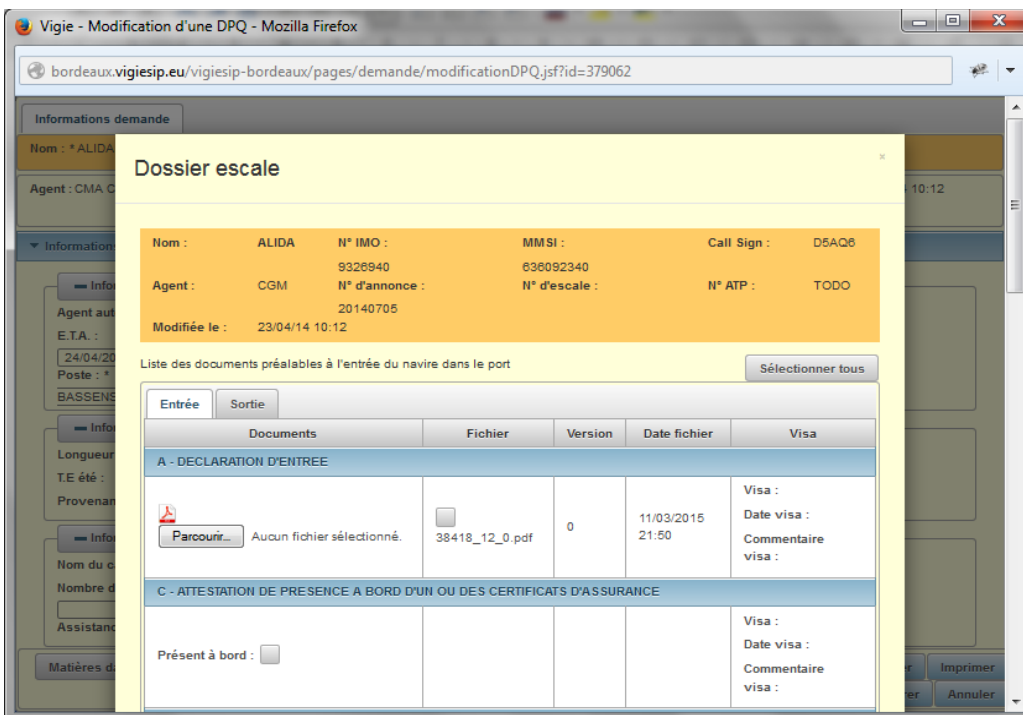 Vigie - Modification d'une DPQ - Mozilla Firefox
bordeaux.vigiesip.eu/vigiesip-bordeaux/pages/demande/modificationDPQ.jsf?id=379062
Informations demande
Nom : * ALIDA
Agent : CMA C
10:12
Information
Info
Agent aut
E.T.A. :
24/04/20
Poste : *
BASSENS
Info
Longueur
T.E été :
Provenan
Info
Nom du c
Nombre d
Assistanc
Matières da
er
Imprimer
rer
Annuler
Dossier escale
×
Nom : ALIDA N° IMO : MMSI : Call Sign : D5AQ6
9326940 636092340
Agent : CGM N° d'annonce : N° d'escale : N° ATP : TODO
20140705
Modifiée le : 23/04/14 10:12
Liste des documents préalables à l'entrée du navire dans le port
Sélectionner tous
Entrée Sortie
Documents Fichier Version Date fichier Visa
A - DECLARATION D'ENTREE
Parcourir... Aucun fichier sélectionné.
38418_12_0.pdf
0
11/03/2015
21:50
Visa :
Date visa :
Commentaire
visa :
C - ATTESTATION DE PRESENCE A BORD D'UN OU DES CERTIFICATS D'ASSURANCE
Présent à bord :
Visa :
Date visa :
Commentaire
visa :